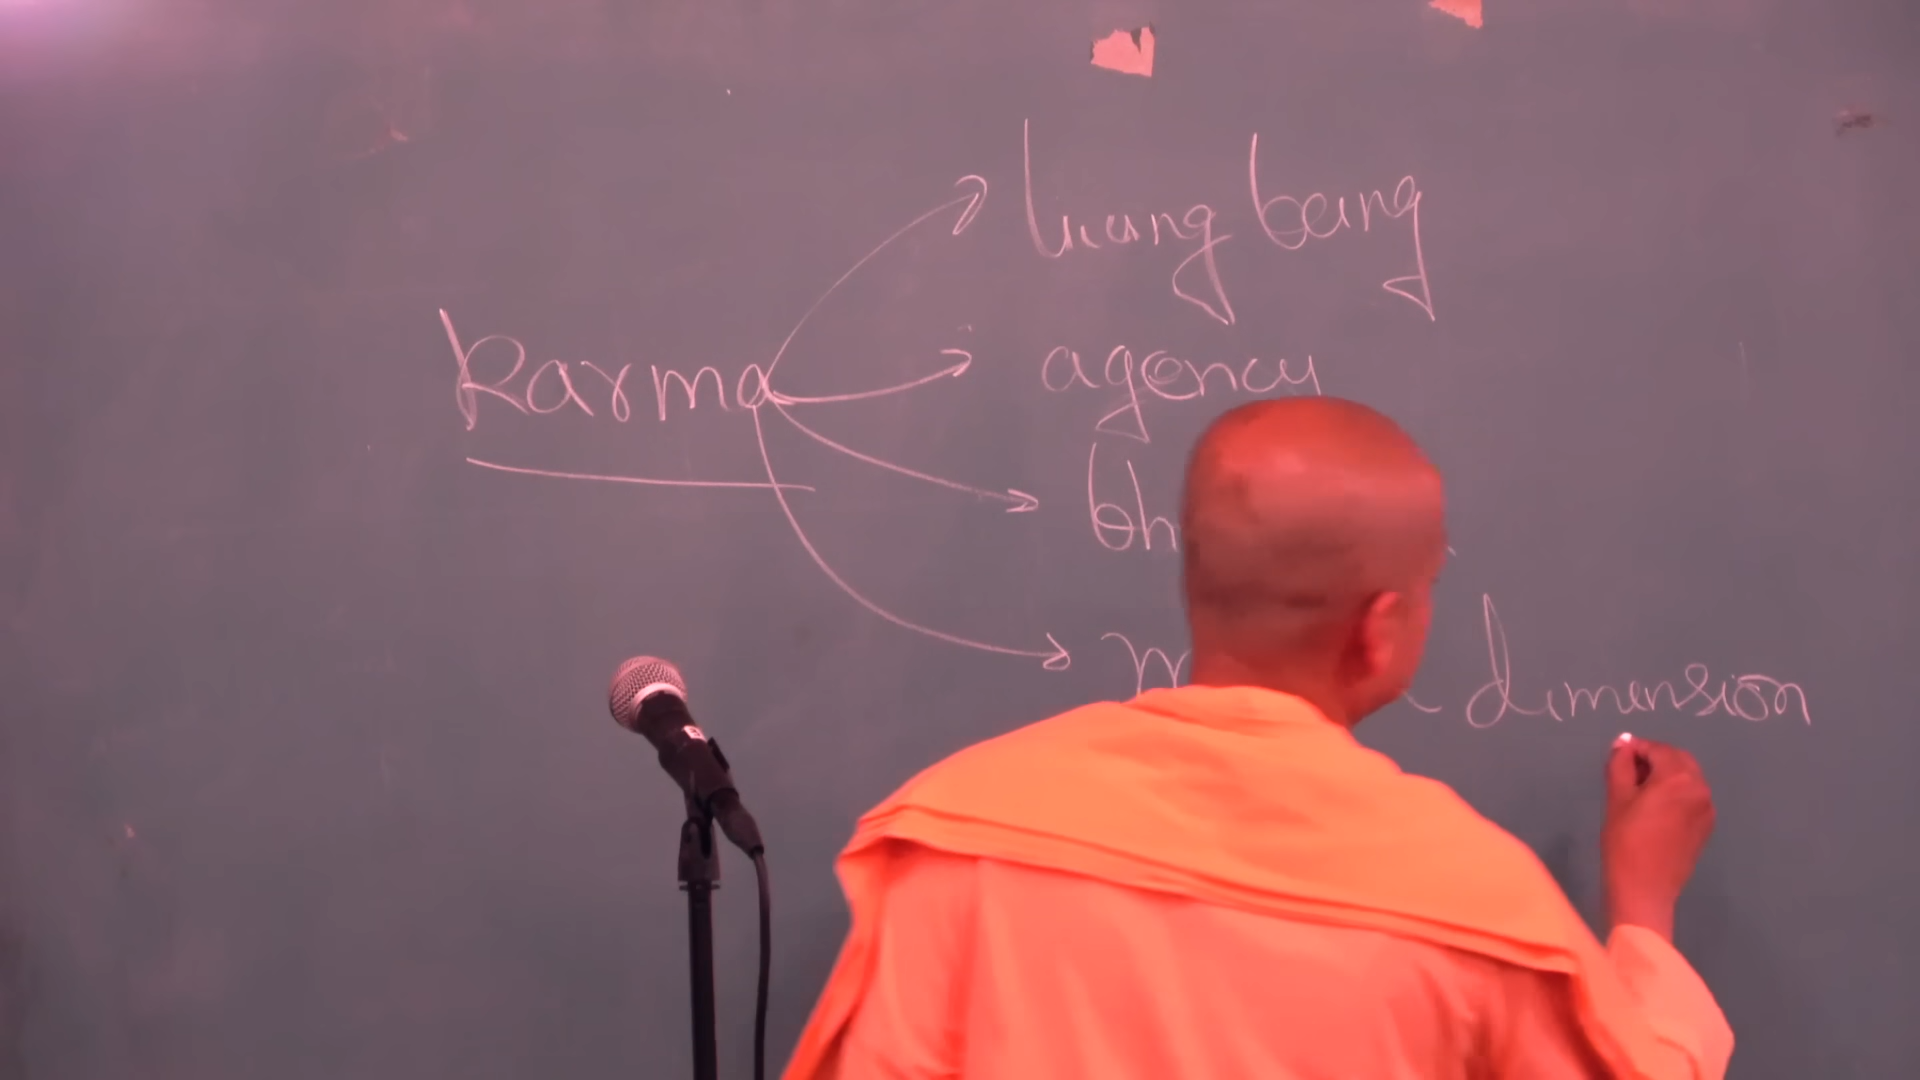 living being
karma
agency
dimension